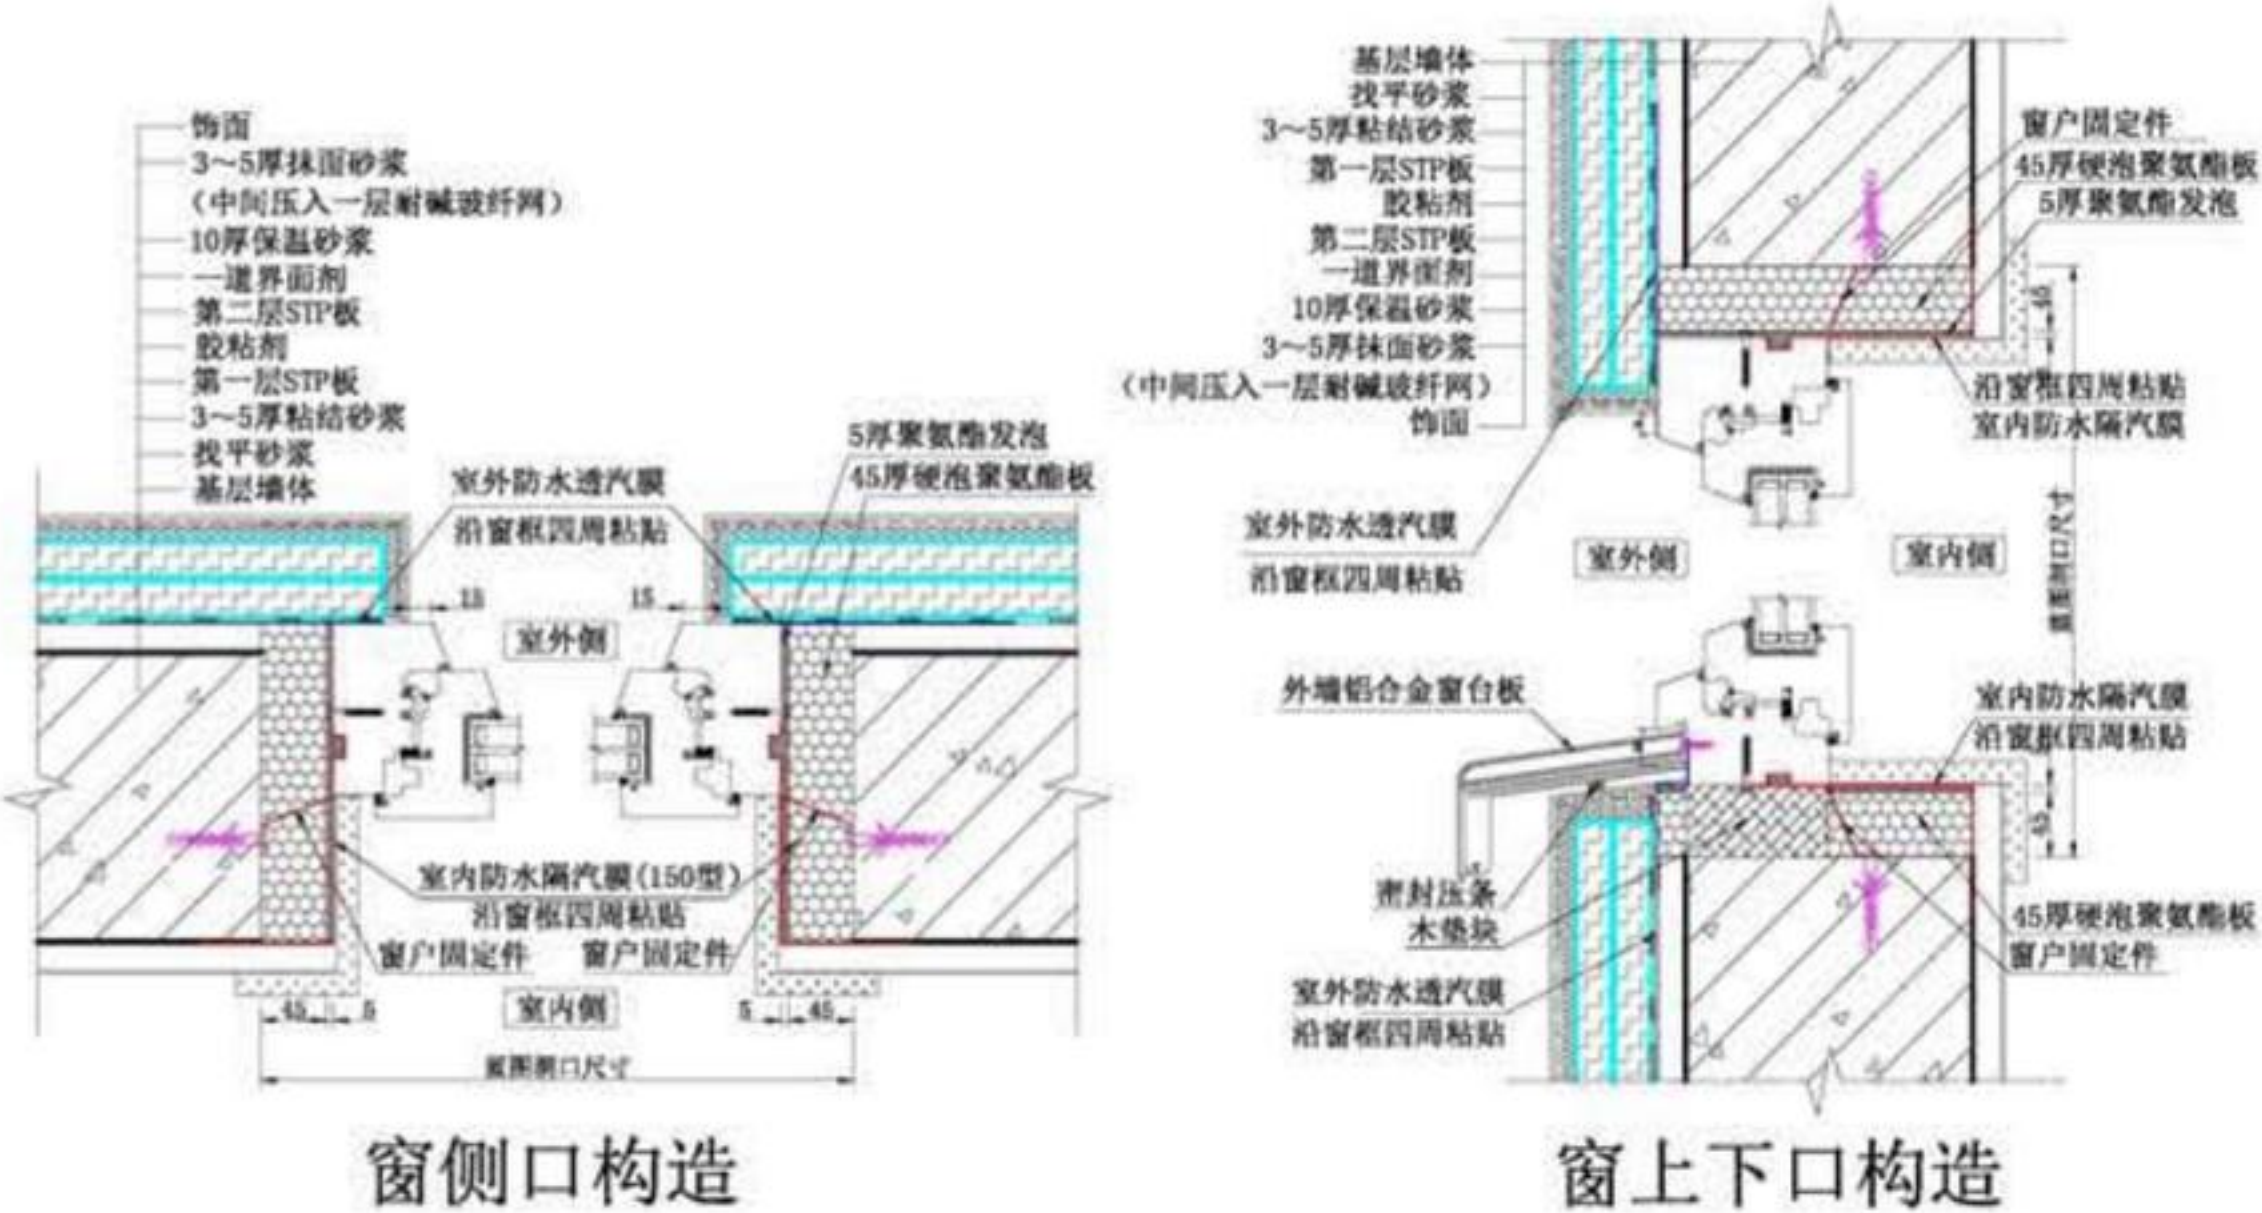 饰面
3～5厚抹面砂浆
（中间压入一层耐碱玻纤网）
10厚保温砂浆
一道界面剂
第二层STP板
胶粘剂
第一层STP板
3～5厚粘结砂浆
找平砂浆
基层墙体
室外防水透汽膜
沿窗框四周粘贴
5厚聚氨酯发泡
45厚硬泡聚氨酯板
15
15
室外侧
室内防水隔汽膜(150型)
沿窗框四周粘贴
窗户固定件
窗户固定件
45
5
室内侧
5
45
洞口尺寸
窗侧口构造
基层墙体
找平砂浆
3～5厚粘结砂浆
第一层STP板
胶粘剂
第二层STP板
一道界面剂
10厚保温砂浆
3～5厚抹面砂浆
（中间压入一层耐碱玻纤网）
饰面
窗户固定件
45厚硬泡聚氨酯板
5厚聚氨酯发泡
沿窗框四周粘贴
室内防水隔汽膜
室外防水透汽膜
沿窗框四周粘贴
室外侧
室内侧
洞口尺寸
外墙铝合金窗台板
室内防水隔汽膜
沿窗框四周粘贴
45
密封压条
木垫块
45厚硬泡聚氨酯板
窗户固定件
室外防水透汽膜
沿窗框四周粘贴
窗上下口构造